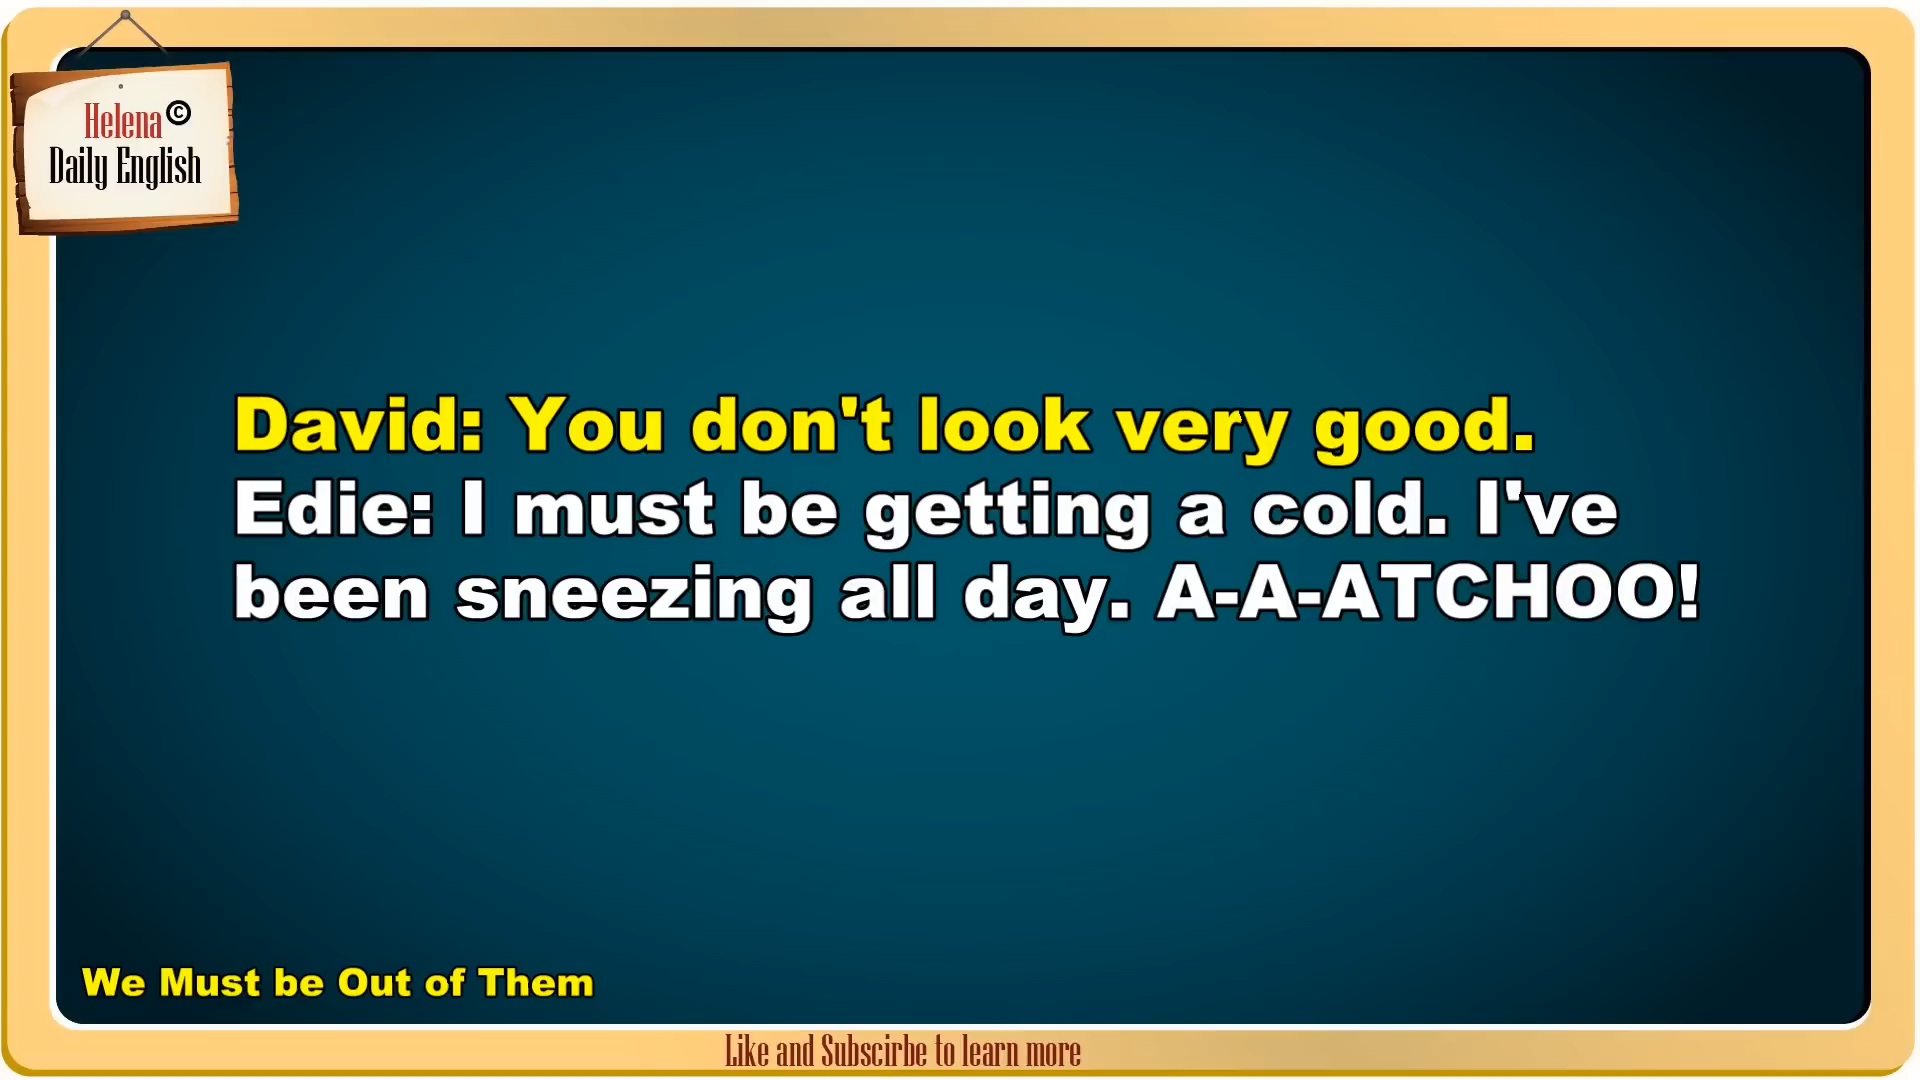 Helena ©
Daily English
David: You don't look very good.
Edie: I must be getting a cold. I've
been sneezing all day. A-A-ATCHOO!
We Must be Out of Them
Like and Subscirbe to learn more